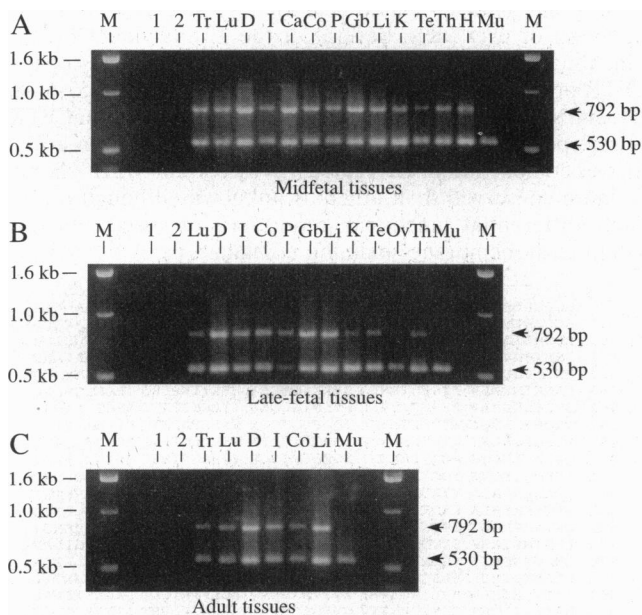 A
M 1 2 Tr Lu D I Ca Co P Gb Li K Te Th H Mu M
1.6 kb
1.0 kb
792 bp
530 bp
0.5 kb
Midfetal tissues
B
M 1 2 Lu D I Co P Gb Li K Te Ov Th Mu M
1.6 kb
1.0 kb
792 bp
530 bp
0.5 kb
Late-fetal tissues
C
M 1 2 Tr Lu D I Co Li Mu M
1.6 kb
1.0 kb
792 bp
530 bp
0.5 kb
Adult tissues